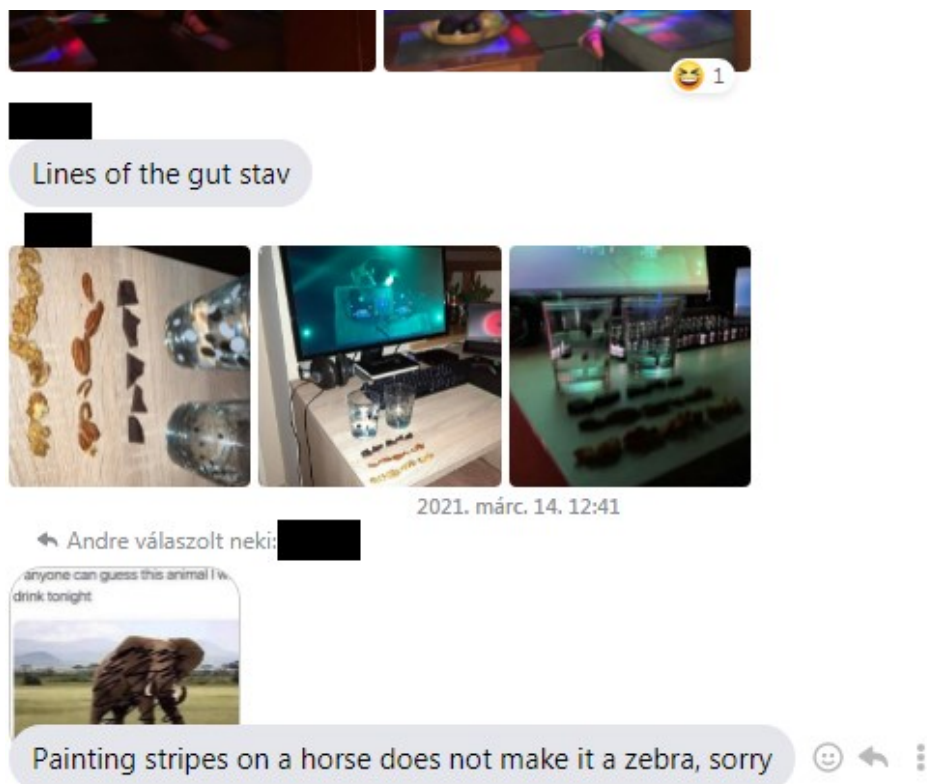 1
Lines of the gut stav
2021. márc. 14. 12:41
Andre válaszolt neki:
anyone can guess this animal I w
drink tonight
Painting stripes on a horse does not make it a zebra, sorry